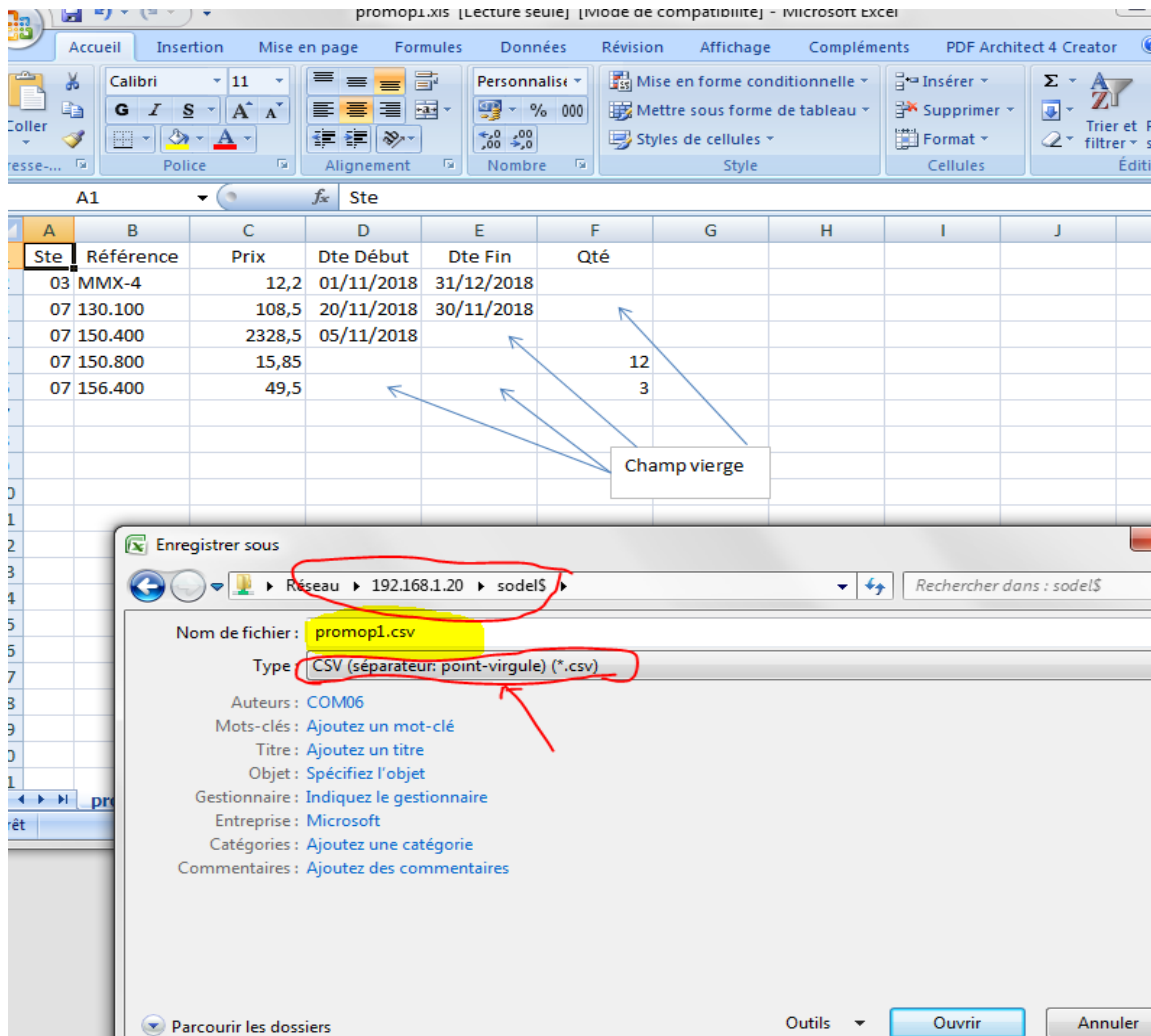 promop1.xls [Lecture seule] [Mode de compatibilité] - Microsoft Excel
Accueil Insertion Mise en page Formules Données Révision Affichage Compléments PDF Architect 4 Creator
Calibri 11 Personnalisé Mise en forme conditionnelle Insérer Σ
G I S A A % 000 Mettre sous forme de tableau Supprimer
Coller A ,00 ,0 Styles de cellules Format Trier et
filtrer
Police Alignement Nombre Style Cellules
A1 fx Ste
A B C D E F G H I J
Ste Référence Prix Dte Début Dte Fin Qté
03 MMX-4 12,2 01/11/2018 31/12/2018
07 130.100 108,5 20/11/2018 30/11/2018
07 150.400 2328,5 05/11/2018
07 150.800 15,85 12
07 156.400 49,5 3
Champ vierge
Enregistrer sous
Réseau 192.168.1.20 sodel$ Rechercher dans : sodel$
Nom de fichier : promop1.csv
Type : CSV (séparateur: point-virgule) (*.csv)
Auteurs : COM06
Mots-clés : Ajoutez un mot-clé
Titre : Ajoutez un titre
Objet : Spécifiez l'objet
Gestionnaire : Indiquez le gestionnaire
Entreprise : Microsoft
Catégories : Ajoutez une catégorie
Commentaires : Ajoutez des commentaires
Parcourir les dossiers Outils Ouvrir Annuler